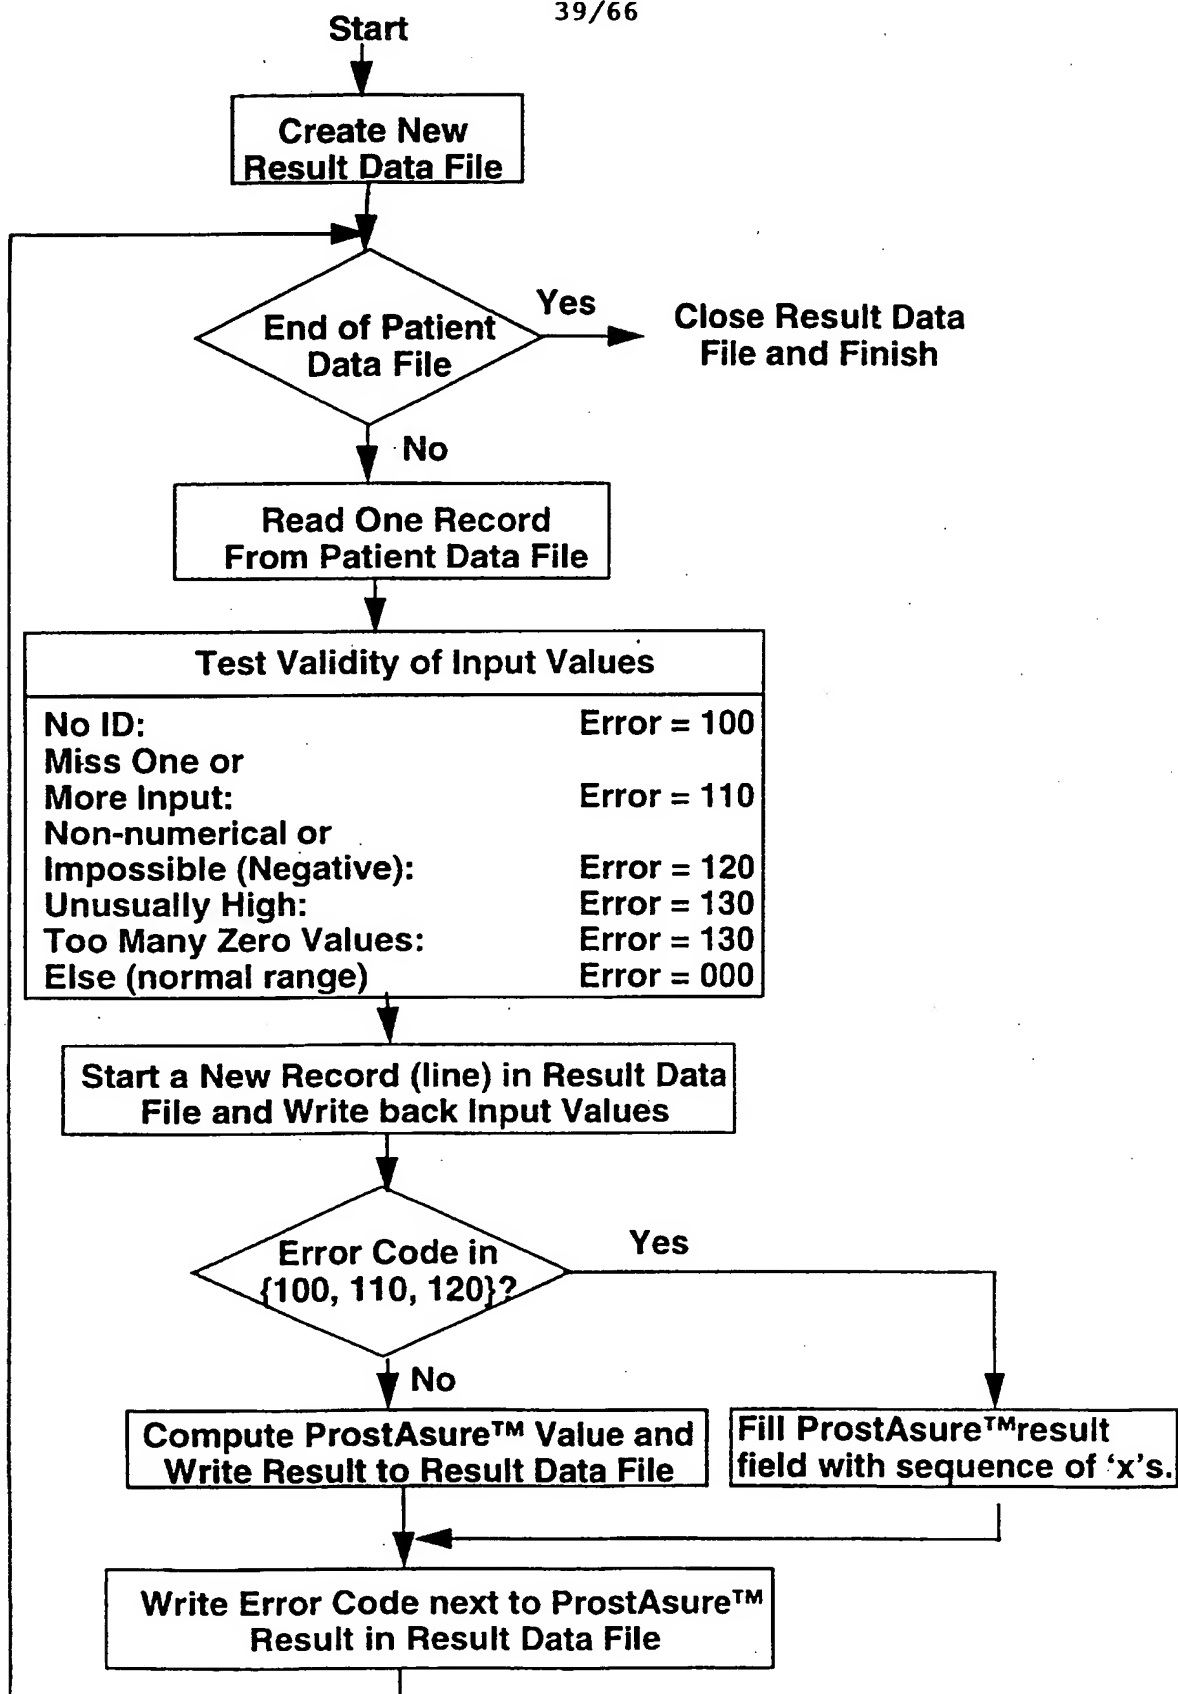 39/66
Start
Create New
Result Data File
End of Patient
Data File
Yes
Close Result Data
File and Finish
No
Read One Record
From Patient Data File
Test Validity of Input Values
No ID: Error = 100
Miss One or
More Input: Error = 110
Non-numerical or
Impossible (Negative): Error = 120
Unusually High: Error = 130
Too Many Zero Values: Error = 130
Else (normal range) Error = 000
Start a New Record (line) in Result Data
File and Write back Input Values
Error Code in
{100, 110, 120}?
Yes
No
Compute ProstAsure™ Value and
Write Result to Result Data File
Fill ProstAsure™result
field with sequence of 'x's.
Write Error Code next to ProstAsure™
Result in Result Data File